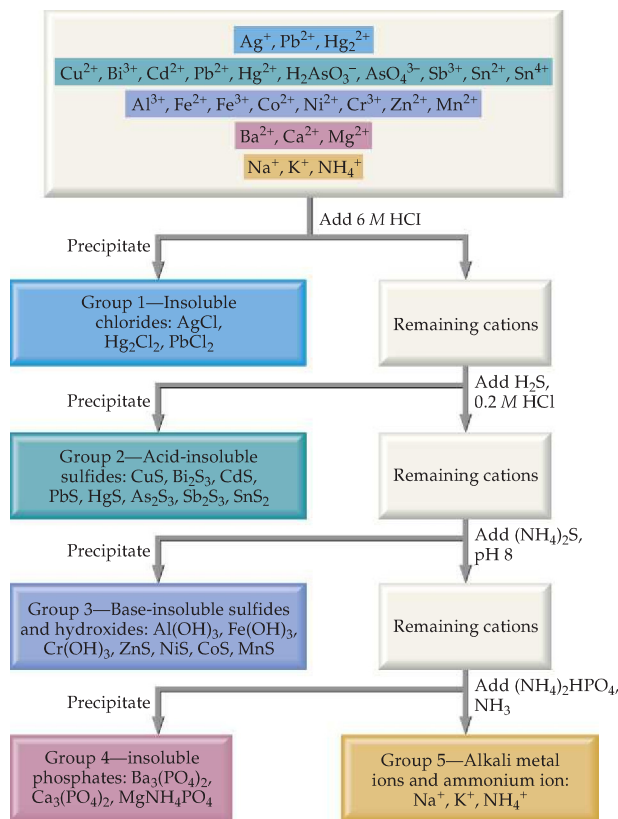 Ag⁺, Pb²⁺, Hg₂²⁺
Cu²⁺, Bi³⁺, Cd²⁺, Pb²⁺, Hg²⁺, H₂AsO₃⁻, AsO₄³⁻, Sb³⁺, Sn²⁺, Sn⁴⁺
Al³⁺, Fe²⁺, Fe³⁺, Co²⁺, Ni²⁺, Cr³⁺, Zn²⁺, Mn²⁺
Ba²⁺, Ca²⁺, Mg²⁺
Na⁺, K⁺, NH₄⁺
Add 6 M HCl
Precipitate
Group 1—Insoluble
chlorides: AgCl,
Hg₂Cl₂, PbCl₂
Remaining cations
Add H₂S,
0.2 M HCl
Precipitate
Group 2—Acid-insoluble
sulfides: CuS, Bi₂S₃, CdS,
PbS, HgS, As₂S₃, Sb₂S₃, SnS₂
Remaining cations
Add (NH₄)₂S,
pH 8
Precipitate
Group 3—Base-insoluble sulfides
and hydroxides: Al(OH)₃, Fe(OH)₃,
Cr(OH)₃, ZnS, NiS, CoS, MnS
Remaining cations
Add (NH₄)₂HPO₄,
NH₃
Precipitate
Group 4—insoluble
phosphates: Ba₃(PO₄)₂,
Ca₃(PO₄)₂, MgNH₄PO₄
Group 5—Alkali metal
ions and ammonium ion:
Na⁺, K⁺, NH₄⁺